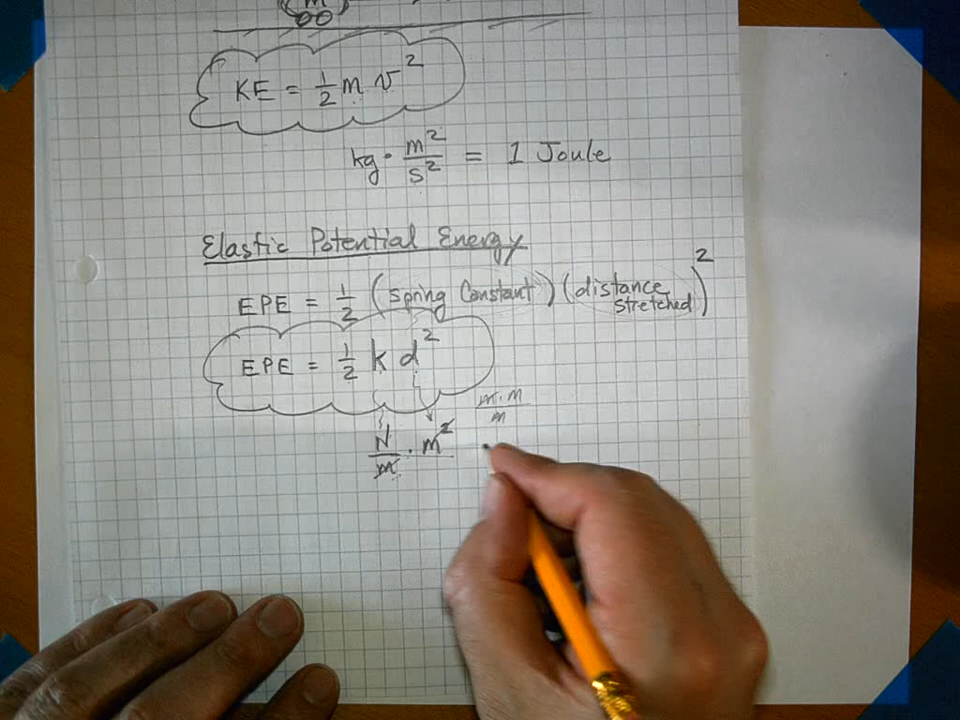 m
KE = 1/2 m v²
kg · m²/s² = 1 Joule
Elastic Potential Energy
EPE = 1/2 (Spring Constant) (distance stretched)²
EPE = 1/2 k d²
m · m / m
N/m · m²